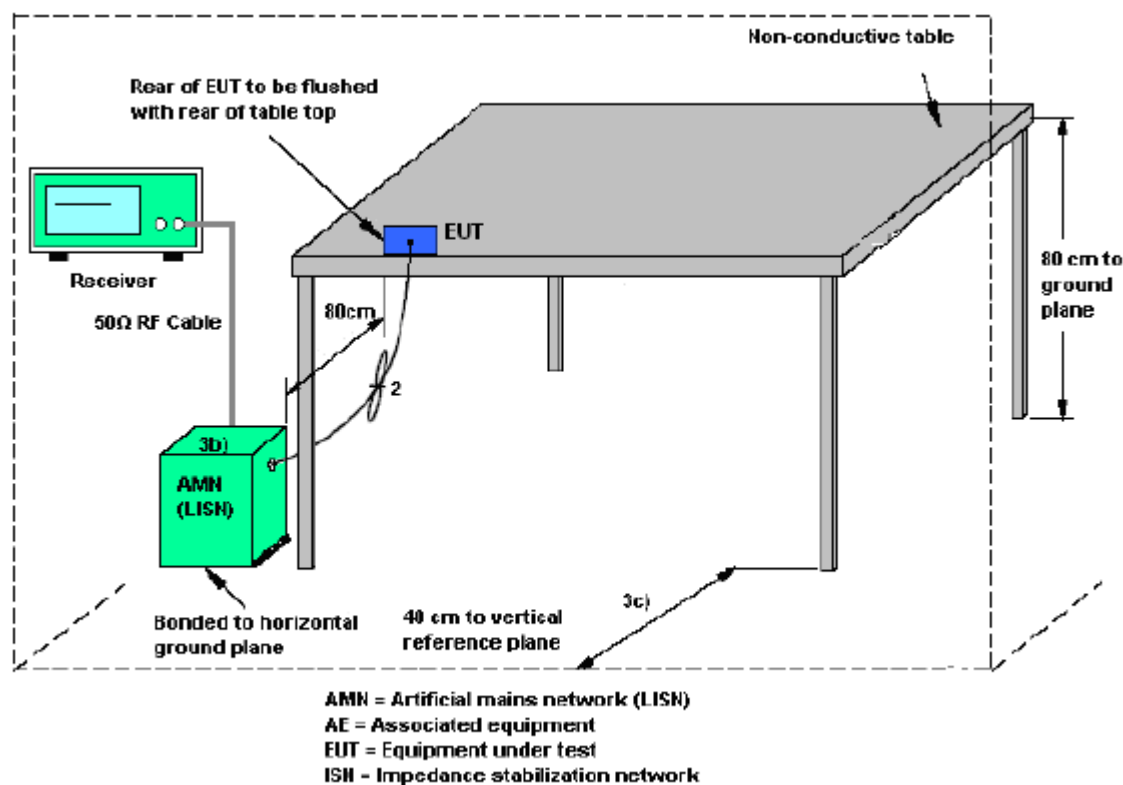 Non-conductive table
Rear of EUT to be flushed
with rear of table top
EUT
Receiver
80 cm to
ground
plane
80cm
50Ω RF Cable
2
3b)
AMN
(LISN)
3c)
Bonded to horizontal
ground plane
40 cm to vertical
reference plane
AMN = Artificial mains network (LISN)
AE = Associated equipment
EUT = Equipment under test
ISN = Impedance stabilization network